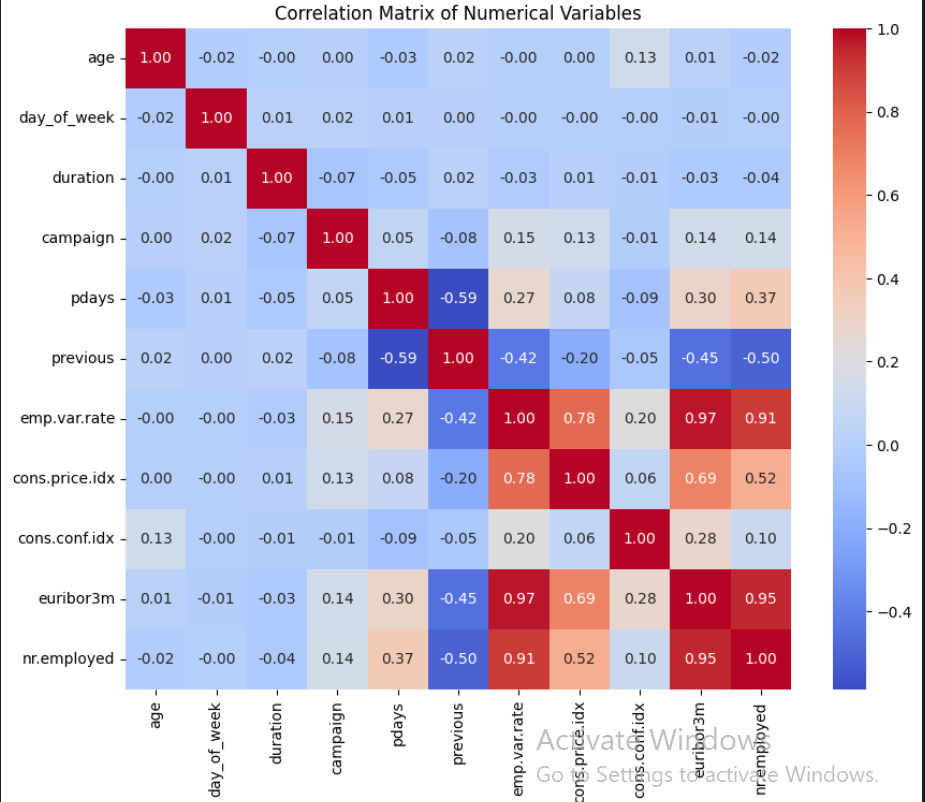 Correlation Matrix of Numerical Variables
age 1.00 -0.02 -0.00 0.00 -0.03 0.02 -0.00 0.00 0.13 0.01 -0.02
day_of_week -0.02 1.00 0.01 0.02 0.01 0.00 -0.00 -0.00 -0.00 -0.01 -0.00
duration -0.00 0.01 1.00 -0.07 -0.05 0.02 -0.03 0.01 -0.01 -0.03 -0.04
campaign 0.00 0.02 -0.07 1.00 0.05 -0.08 0.15 0.13 -0.01 0.14 0.14
pdays -0.03 0.01 -0.05 0.05 1.00 -0.59 0.27 0.08 -0.09 0.30 0.37
previous 0.02 0.00 0.02 -0.08 -0.59 1.00 -0.42 -0.20 -0.05 -0.45 -0.50
emp.var.rate -0.00 -0.00 -0.03 0.15 0.27 -0.42 1.00 0.78 0.20 0.97 0.91
cons.price.idx 0.00 -0.00 0.01 0.13 0.08 -0.20 0.78 1.00 0.06 0.69 0.52
cons.conf.idx 0.13 -0.00 -0.01 -0.01 -0.09 -0.05 0.20 0.06 1.00 0.28 0.10
euribor3m 0.01 -0.01 -0.03 0.14 0.30 -0.45 0.97 0.69 0.28 1.00 0.95
nr.employed -0.02 -0.00 -0.04 0.14 0.37 -0.50 0.91 0.52 0.10 0.95 1.00
age
day_of_week
duration
campaign
pdays
previous
emp.var.rate
cons.price.idx
cons.conf.idx
euribor3m
nr.employed
1.0
0.8
0.6
0.4
0.2
0.0
−0.2
−0.4
Activate Windows
Go to Settings to activate Windows.